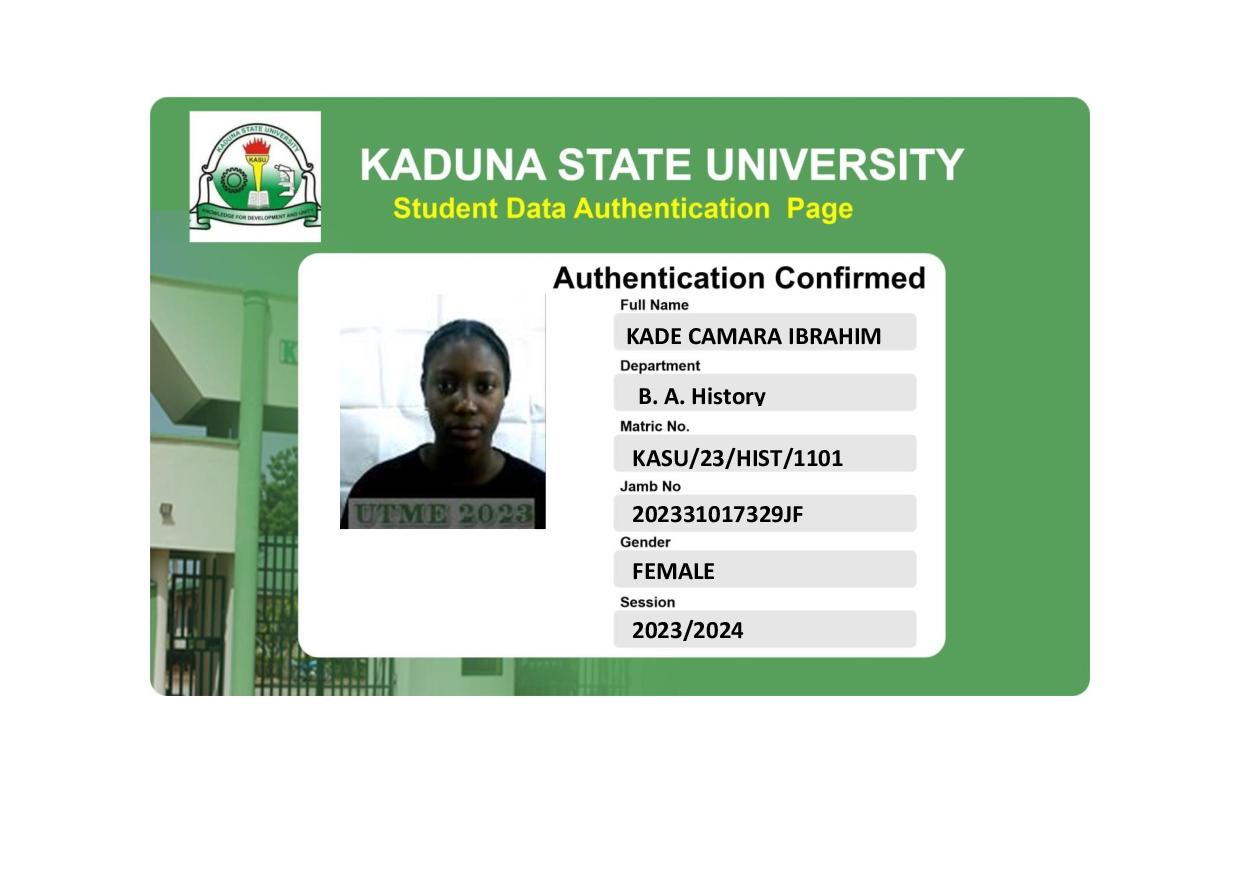 KADUNA STATE UNIVERSITY
KASU
KNOWLEDGE FOR DEVELOPMENT AND UNITY
KADUNA STATE UNIVERSITY
Student Data Authentication Page
Authentication Confirmed
Full Name
KADE CAMARA IBRAHIM
Department
B. A. History
Matric No.
KASU/23/HIST/1101
Jamb No
202331017329JF
Gender
FEMALE
Session
2023/2024
UTME 2023
K